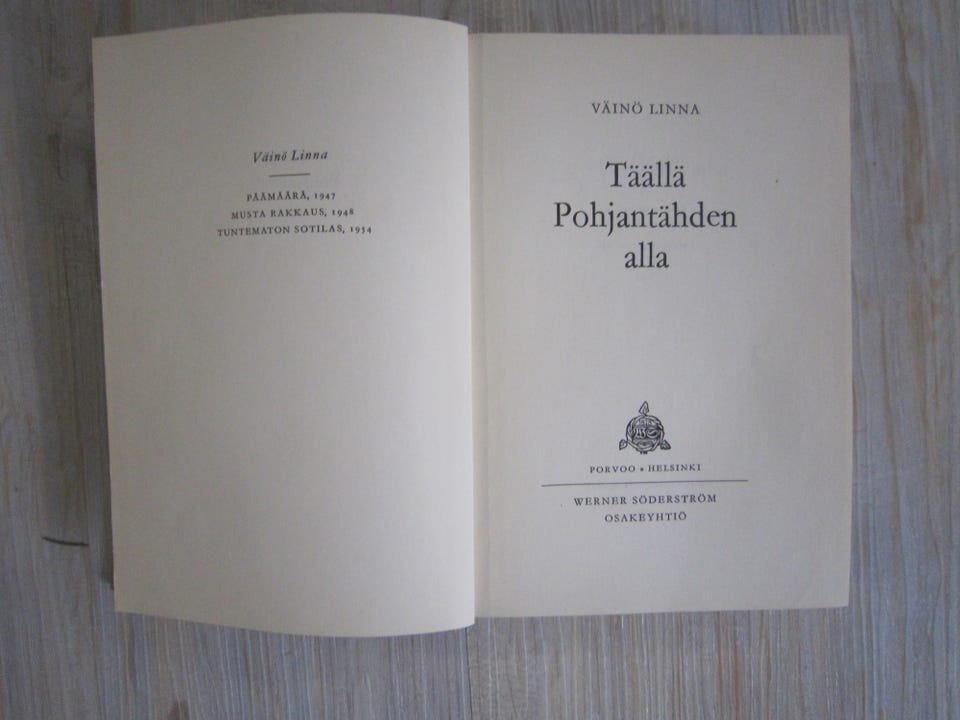 Väinö Linna
PÄÄMÄÄRÄ, 1947
MUSTA RAKKAUS, 1948
TUNTEMATON SOTILAS, 1954
VÄINÖ LINNA
Täällä
Pohjantähden
alla
PORVOO • HELSINKI
WERNER SÖDERSTRÖM
OSAKEYHTIÖ